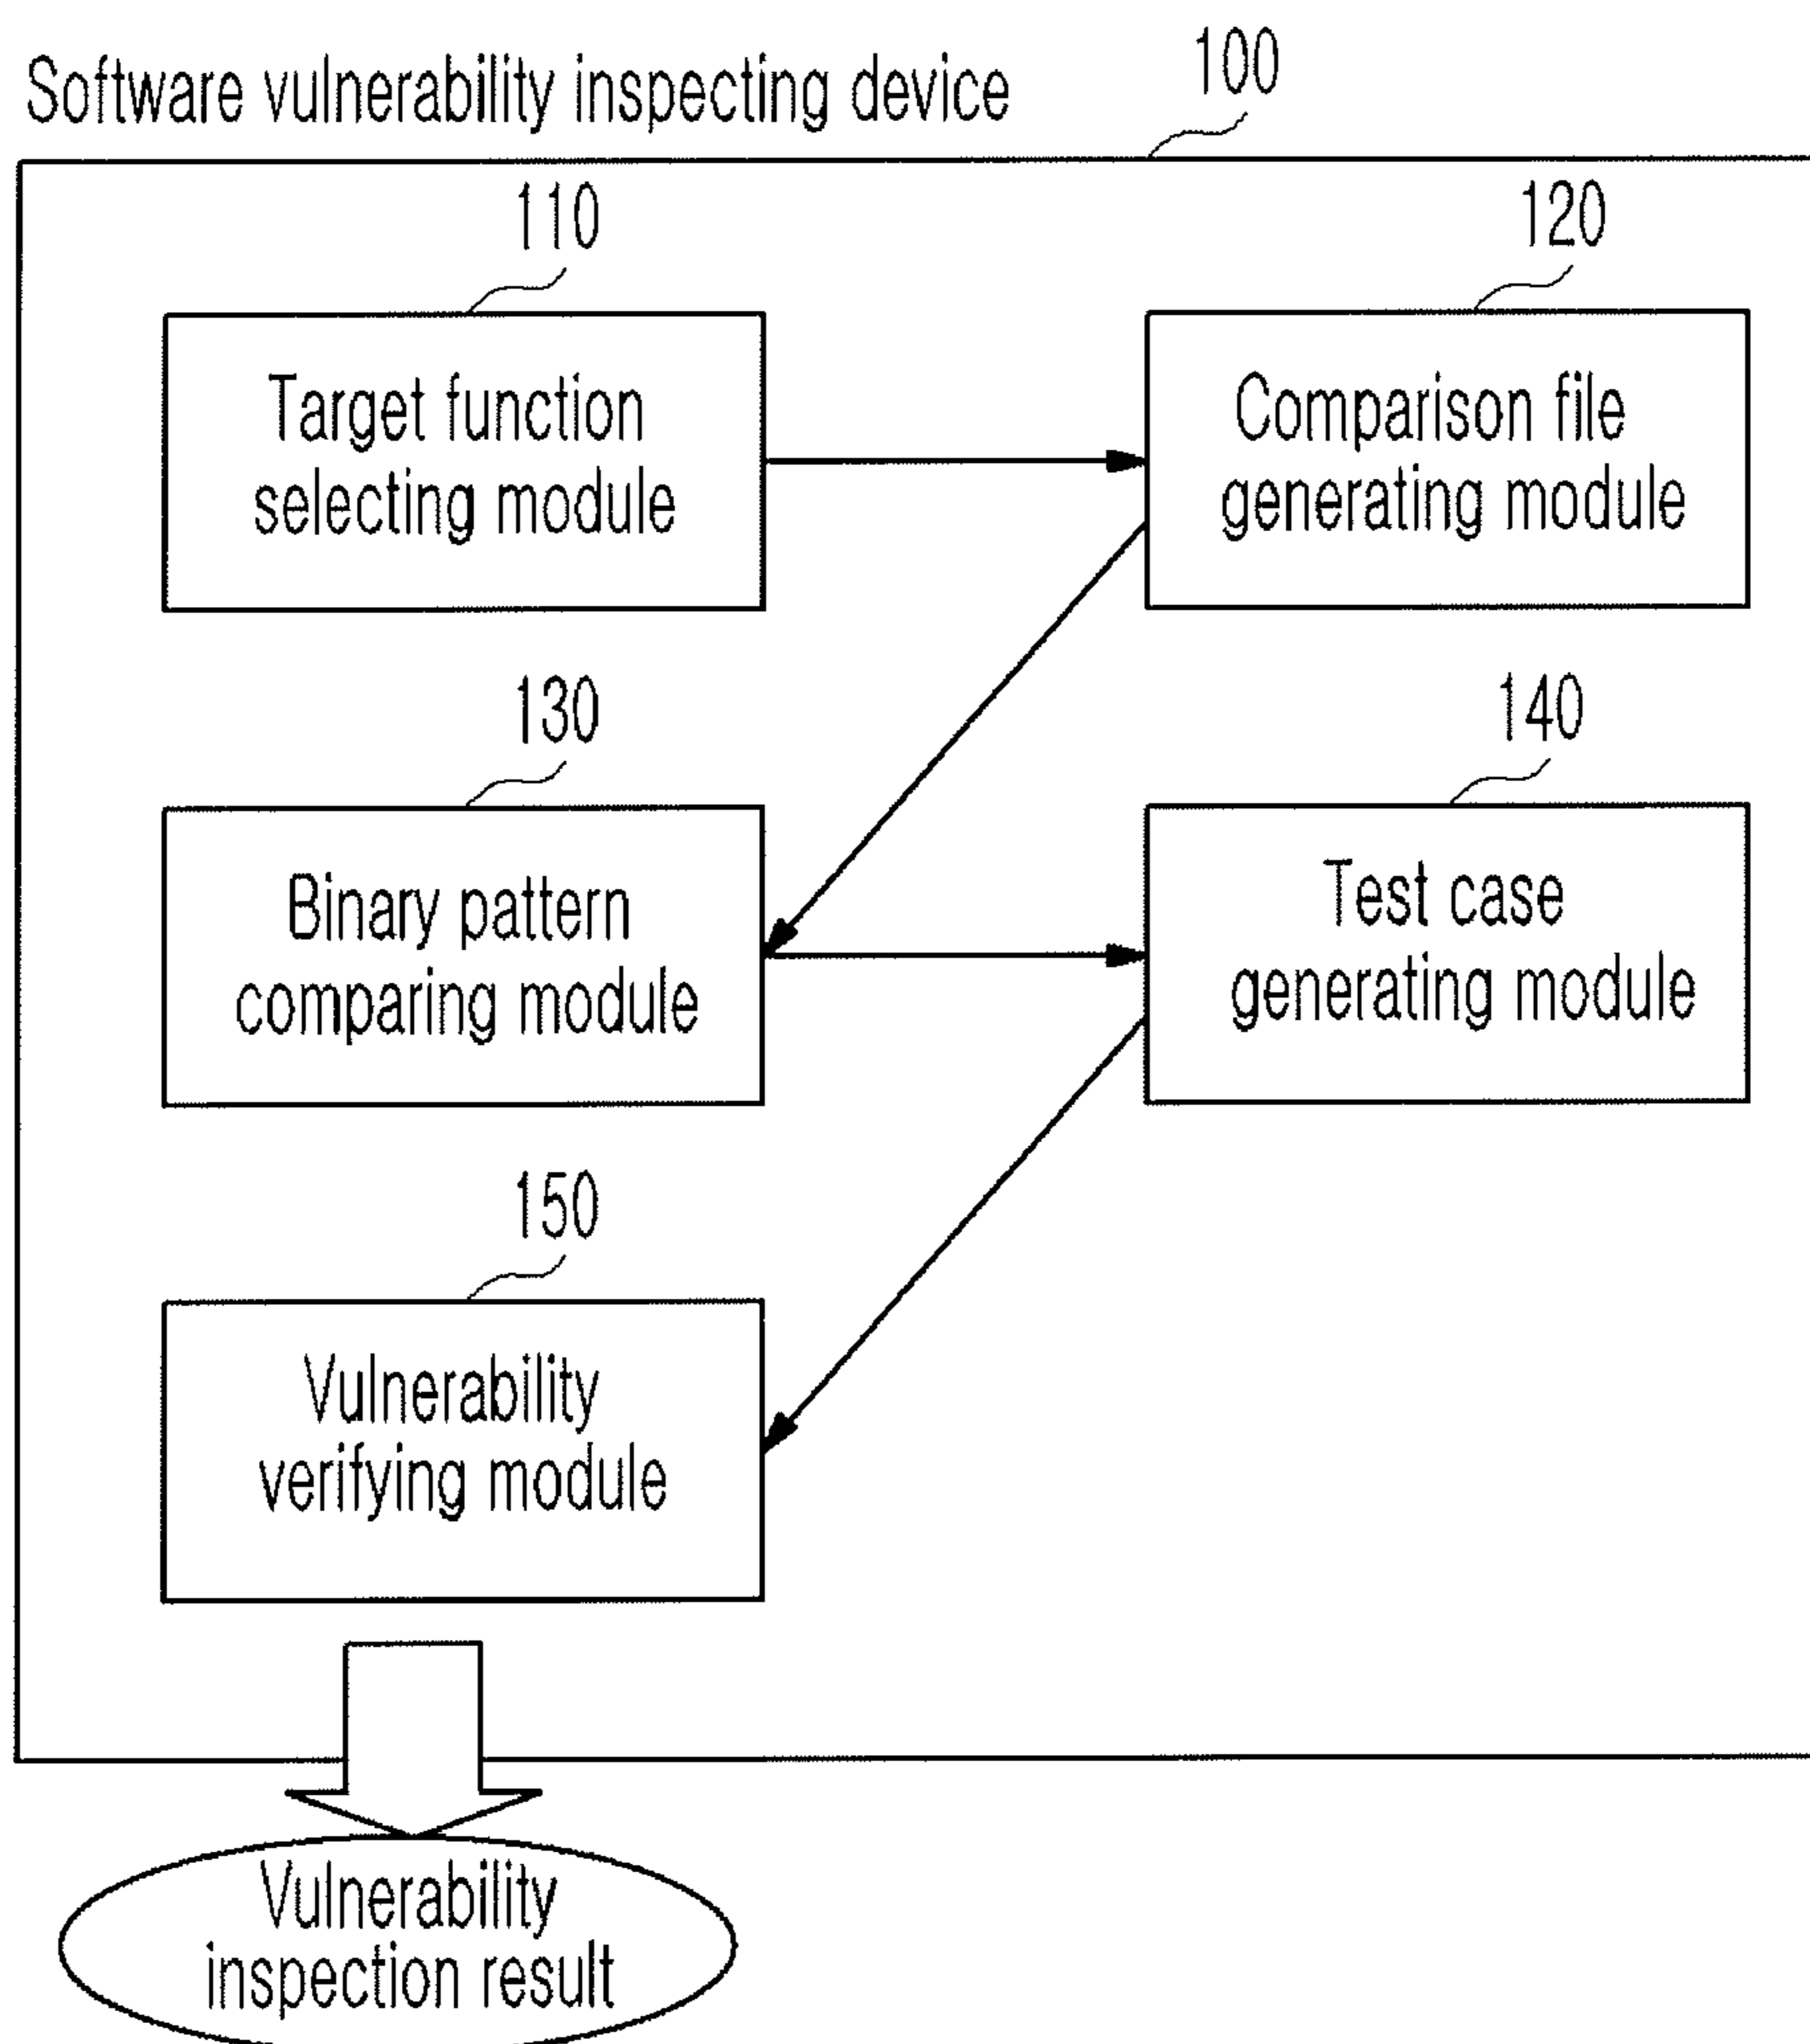 100
Software vulnerability inspecting device
110
120
Target function
selecting module
Comparison file
generating module
130
140
Binary pattern
comparing module
Test case
generating module
150
Vulnerability
verifying module
Vulnerability
inspection result